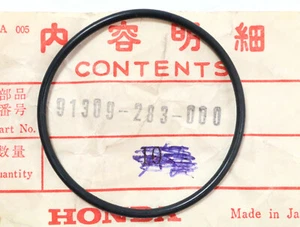 A 005
内容明細
CONTENTS
部品
番号
91309-283-000
art No.
数量
uantity
HONDA
Made in Ja